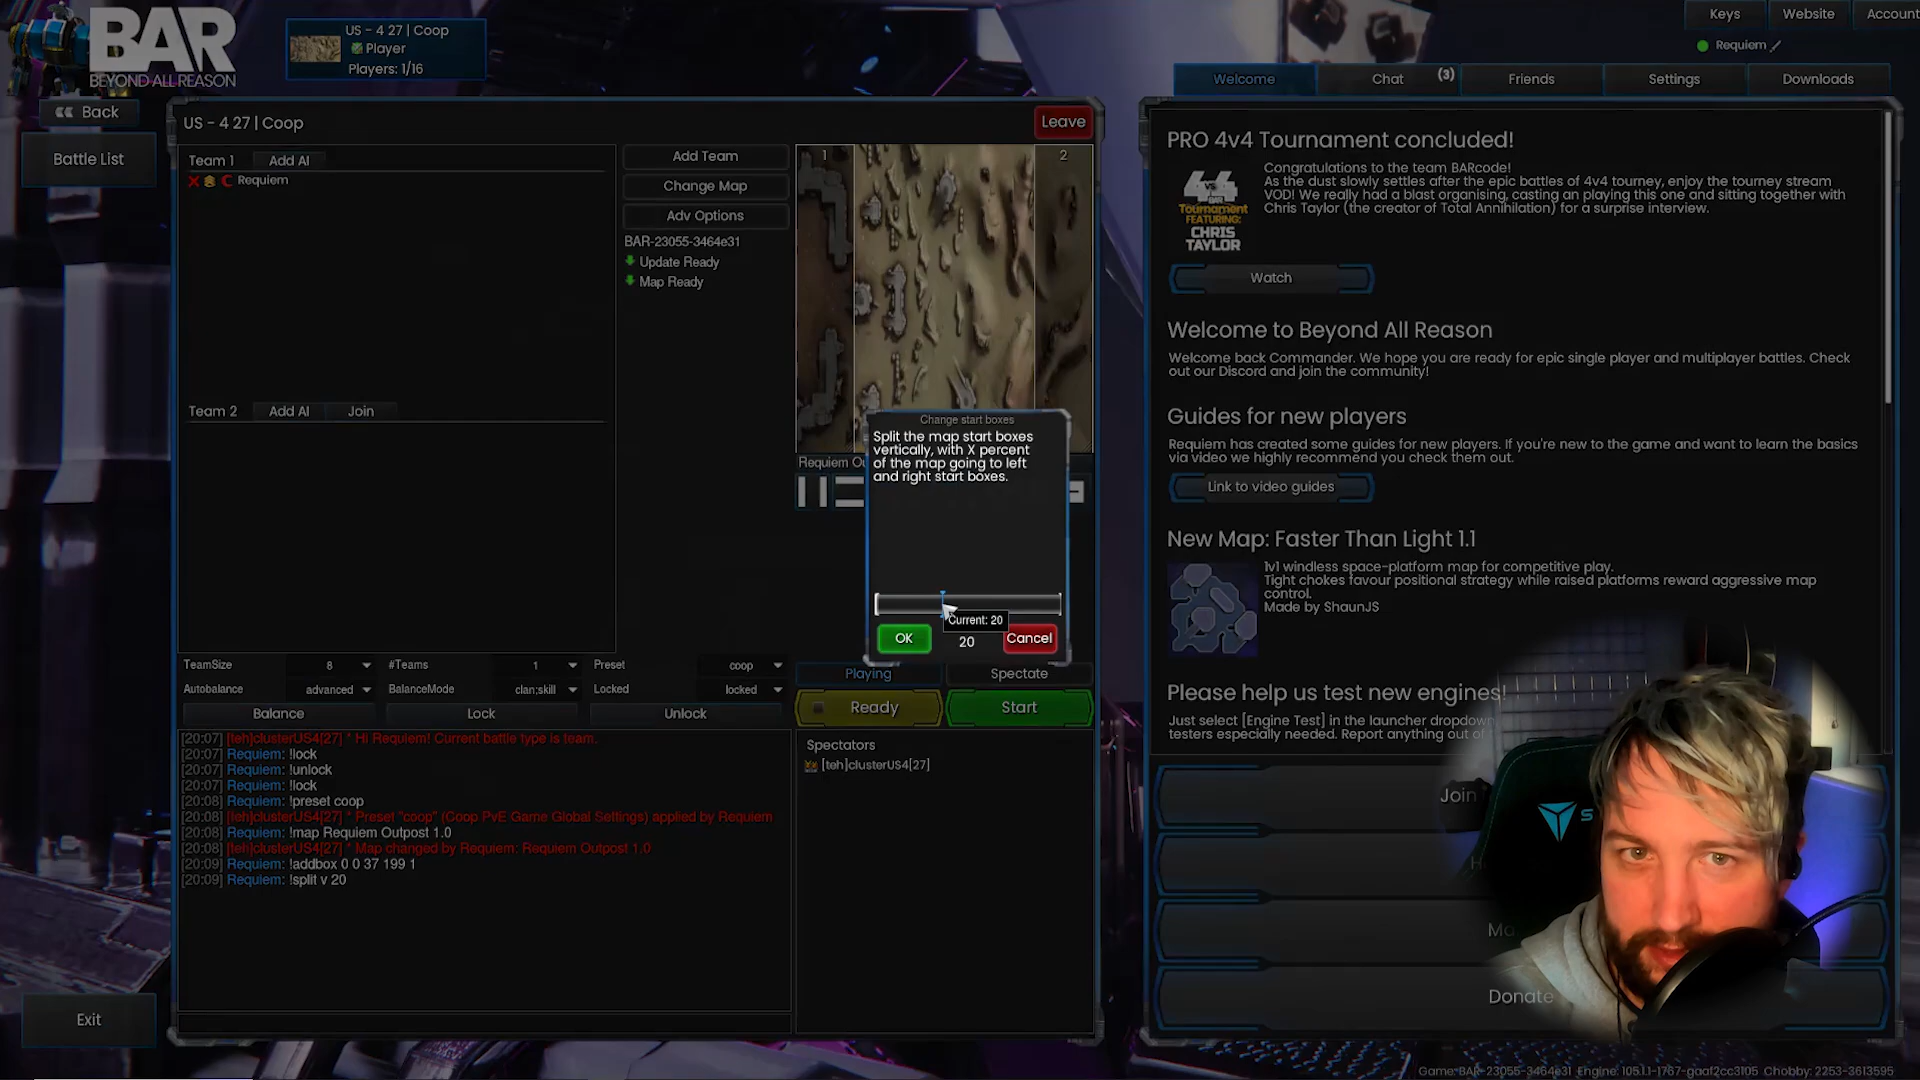 BAR
BEYOND ALL REASON
US - 4 27 | Coop
Player
Players: 1/16
Keys
Website
Account
Requiem
Welcome
Chat
(3)
Friends
Settings
Downloads
Back
Battle List
US - 4 27 | Coop
Leave
Team 1
Add AI
Requiem
Add Team
Change Map
Adv Options
BAR-23055-3464e31
Update Ready
Map Ready
1
2
Team 2
Add AI
Join
Change start boxes
Split the map start boxes
vertically, with X percent
of the map going to left
and right start boxes.
Current: 20
OK
20
Cancel
TeamSize
8
#Teams
1
Preset
coop
Autobalance
advanced
BalanceMode
clan;skill
Locked
locked
Balance
Lock
Unlock
Playing
Spectate
Ready
Start
[20:07] [teh]clusterUS4[27] * Hi Requiem! Current battle type is team.
[20:07] Requiem: !lock
[20:07] Requiem: !unlock
[20:07] Requiem: !lock
[20:08] Requiem: !preset coop
[20:08] [teh]clusterUS4[27] * Preset "coop" (Coop PvE Game Global Settings) applied by Requiem
[20:08] Requiem: !map Requiem Outpost 1.0
[20:08] [teh]clusterUS4[27] * Map changed by Requiem: Requiem Outpost 1.0
[20:09] Requiem: !addbox 0 0 37 199 1
[20:09] Requiem: !split v 20
Spectators
[teh]clusterUS4[27]
Exit
PRO 4v4 Tournament concluded!
Congratulations to the team BARcode!
As the dust slowly settles after the epic battles of 4v4 tourney, enjoy the tourney stream
VOD! We really had a blast organising, casting an playing this one and sitting together with
Chris Taylor (the creator of Total Annihilation) for a surprise interview.
Tournament
FEATURING:
CHRIS
TAYLOR
Watch
Welcome to Beyond All Reason
Welcome back Commander. We hope you are ready for epic single player and multiplayer battles. Check
out our Discord and join the community!
Guides for new players
Requiem has created some guides for new players. If you're new to the game and want to learn the basics
via video we highly recommend you check them out.
Link to video guides
New Map: Faster Than Light 1.1
1v1 windless space-platform map for competitive play.
Tight chokes favour positional strategy while raised platforms reward aggressive map
control.
Made by ShaunJS
Please help us test new engines!
Just select [Engine Test] in the launcher dropdown
testers especially needed. Report anything out of
Join
Donate
Game: BAR-23055-3464e31 Engine: 105.1.1-1767-gaaf2cc3105 Chobby: 2253-3613595